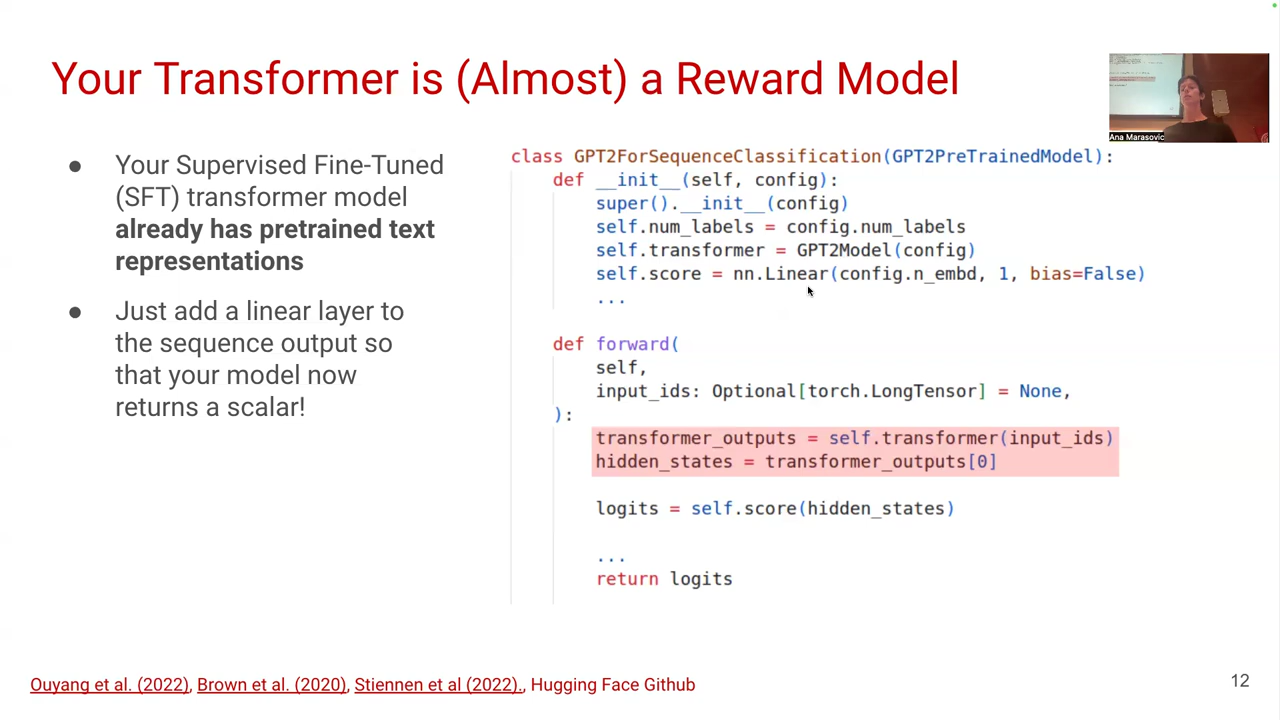 Your Transformer is (Almost) a Reward Model
Ana Marasovic
● Your Supervised Fine-Tuned
(SFT) transformer model
already has pretrained text
representations
● Just add a linear layer to
the sequence output so
that your model now
returns a scalar!
class GPT2ForSequenceClassification(GPT2PreTrainedModel):
def __init__(self, config):
super().__init__(config)
self.num_labels = config.num_labels
self.transformer = GPT2Model(config)
self.score = nn.Linear(config.n_embd, 1, bias=False)
...
def forward(
self,
input_ids: Optional[torch.LongTensor] = None,
):
transformer_outputs = self.transformer(input_ids)
hidden_states = transformer_outputs[0]
logits = self.score(hidden_states)
...
return logits
Ouyang et al. (2022), Brown et al. (2020), Stiennen et al (2022)., Hugging Face Github
12